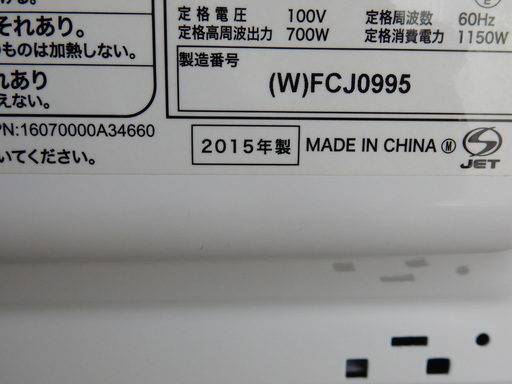 それあり。
のものは加熱しない。
れあり
えない。
PN:16070000A34660
いてください。
定格電圧 100V 定格周波数 60Hz
定格高周波出力 700W 定格消費電力 1150W
製造番号
(W)FCJ0995
2015年製 MADE IN CHINA Ⓜ
JET